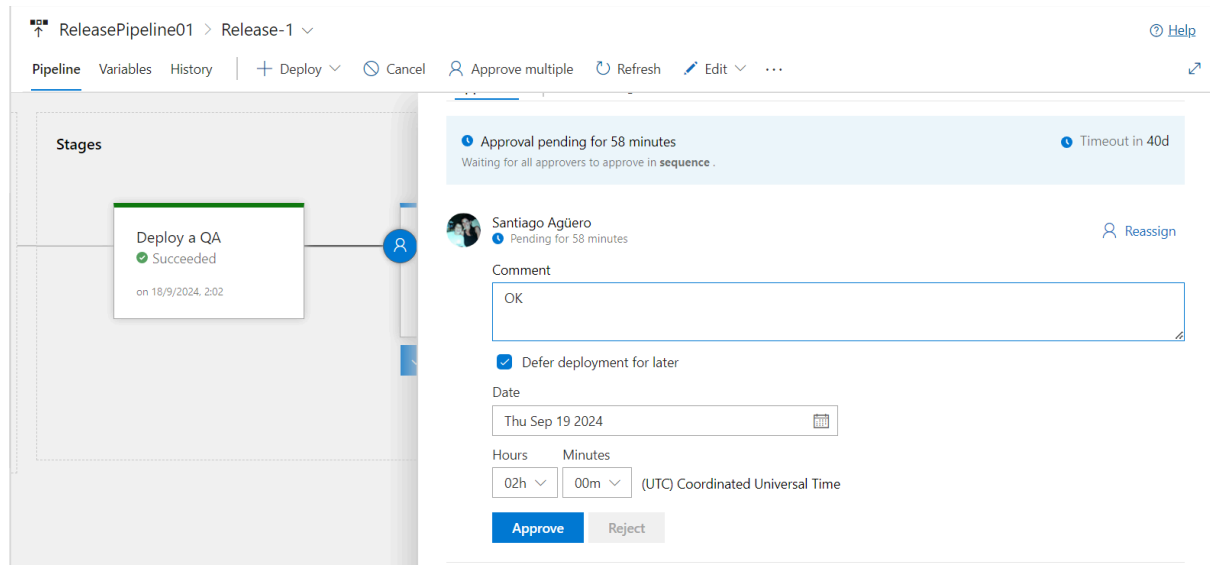 ReleasePipeline01 > Release-1
Help
Pipeline Variables History + Deploy Cancel Approve multiple Refresh Edit ...
Stages
Approval pending for 58 minutes
Timeout in 40d
Waiting for all approvers to approve in sequence .
Deploy a QA
Succeeded
on 18/9/2024, 2:02
Santiago Agüero
Pending for 58 minutes
Reassign
Comment
OK
Defer deployment for later
Date
Thu Sep 19 2024
Hours Minutes
02h 00m (UTC) Coordinated Universal Time
Approve Reject